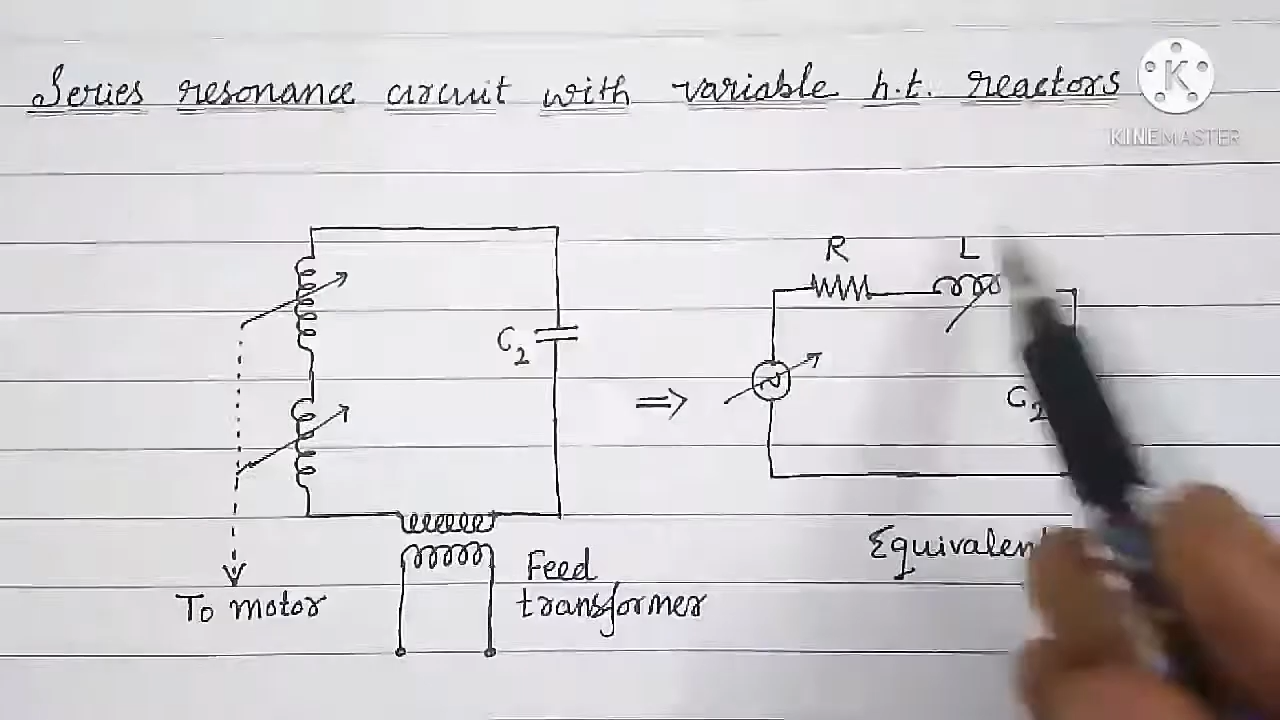 Series resonance circuit with variable h.t. reactors
K
KINEMASTER
R
L
C2
C2
Equivalent
Feed
transformer
To motor